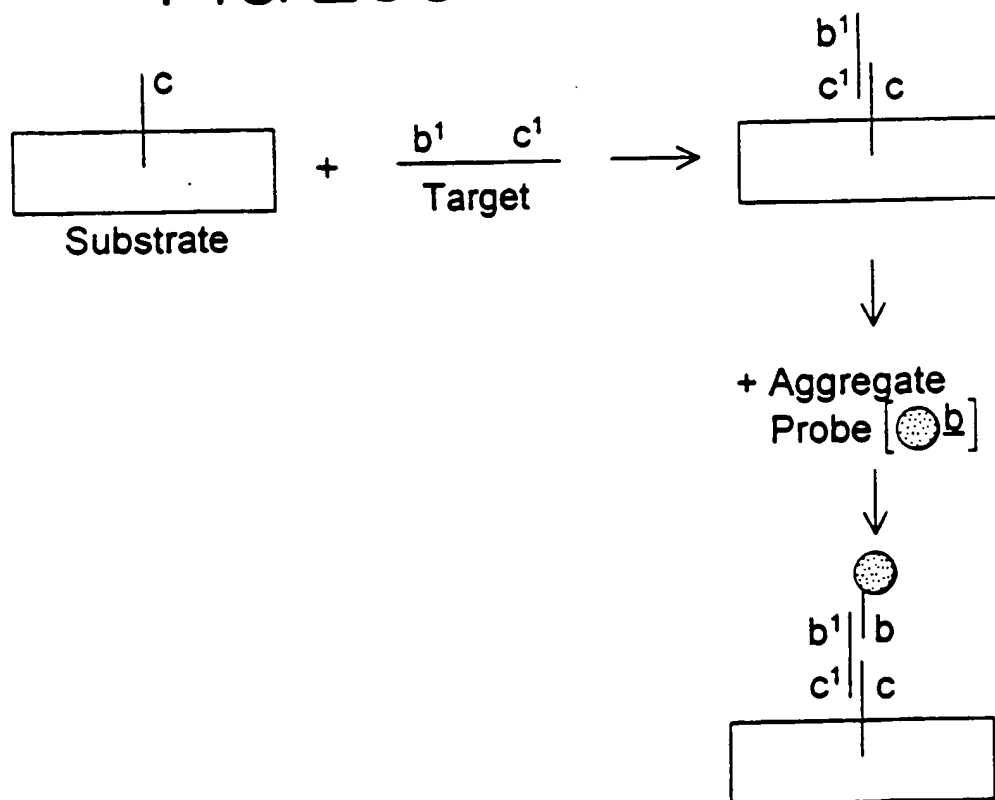 b¹
c
c¹ c
+
b¹ c¹
Target
Substrate
+ Aggregate
Probe [ b]
b¹ b
c¹ c